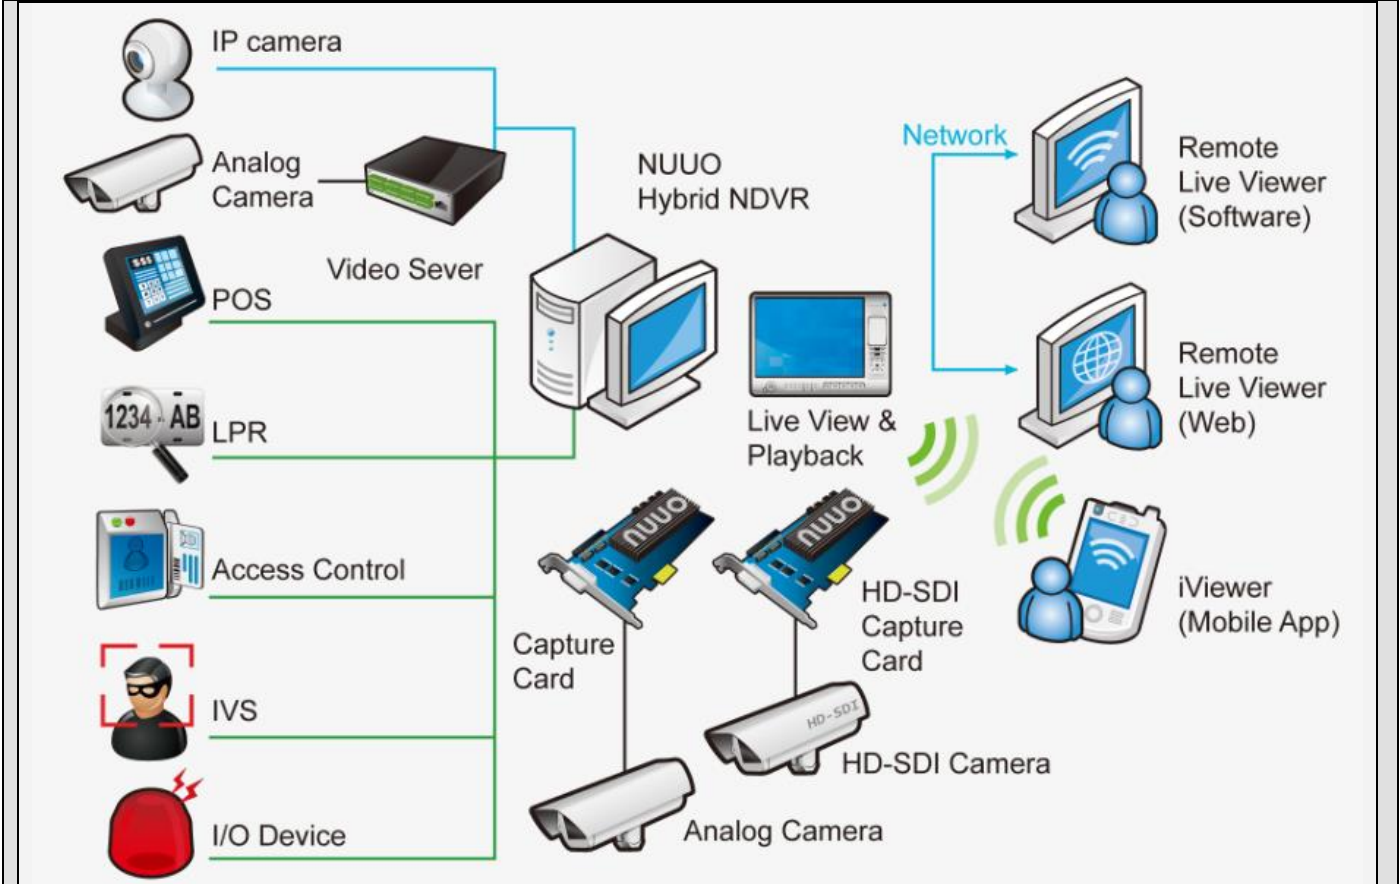 IP camera
Analog
Camera
Video Sever
POS
1234 - AB
LPR
Access Control
IVS
I/O Device
NUUO
Hybrid NDVR
Live View &
Playback
nuuo
Capture
Card
Analog Camera
nuuo
HD-SDI
Capture
Card
HD-SDI
HD-SDI Camera
Network
Remote
Live Viewer
(Software)
Remote
Live Viewer
(Web)
iViewer
(Mobile App)